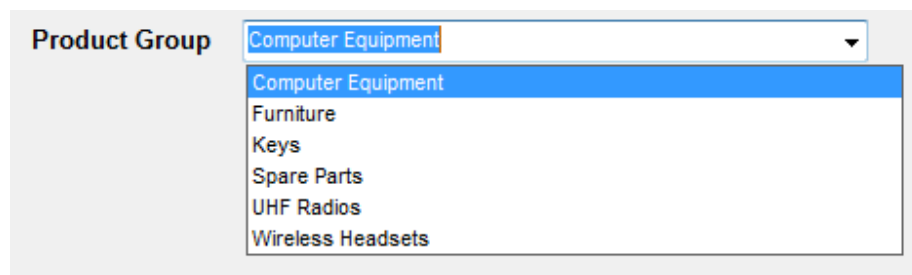 Product Group Computer Equipment
Computer Equipment
Furniture
Keys
Spare Parts
UHF Radios
Wireless Headsets